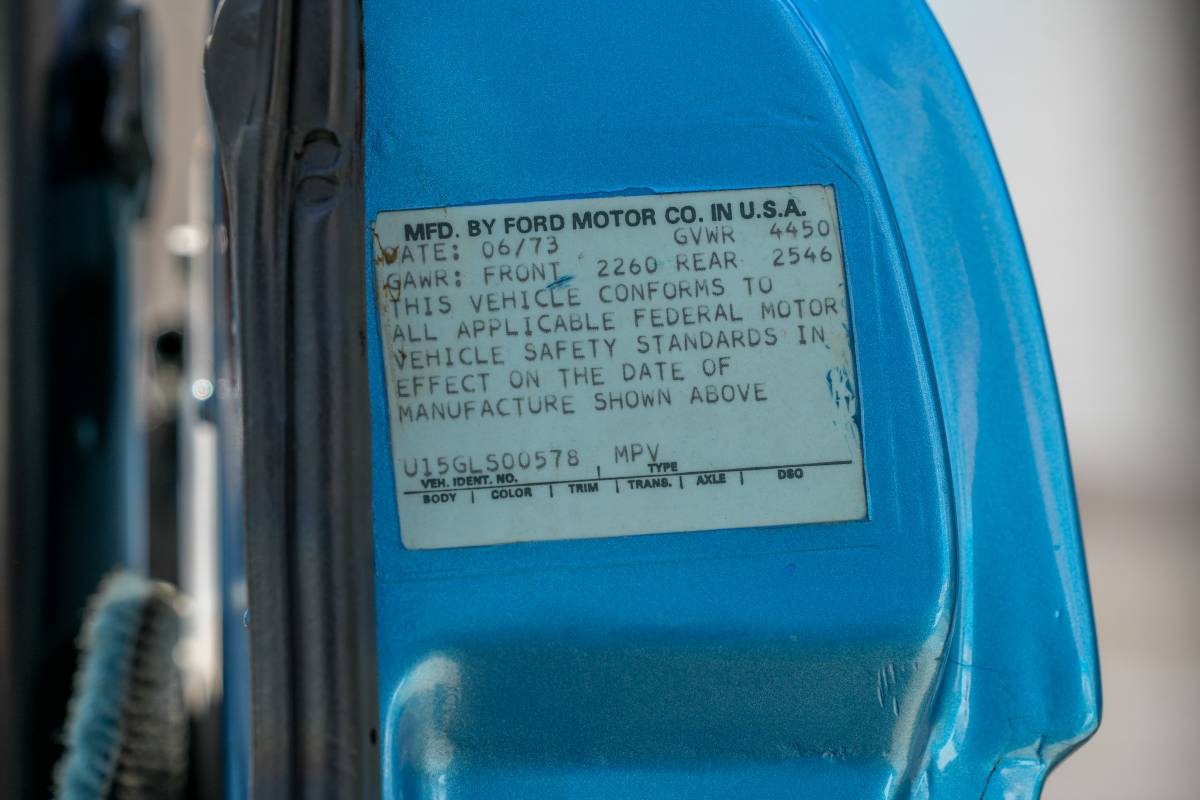 MFD. BY FORD MOTOR CO. IN U.S.A.
DATE: 06/73 GVWR 4450
GAWR: FRONT 2260 REAR 2546
THIS VEHICLE CONFORMS TO
ALL APPLICABLE FEDERAL MOTOR
VEHICLE SAFETY STANDARDS IN
EFFECT ON THE DATE OF
MANUFACTURE SHOWN ABOVE
U15GLS00578 MPV
VEH. IDENT. NO. TYPE
BODY COLOR TRIM TRANS. AXLE DSO